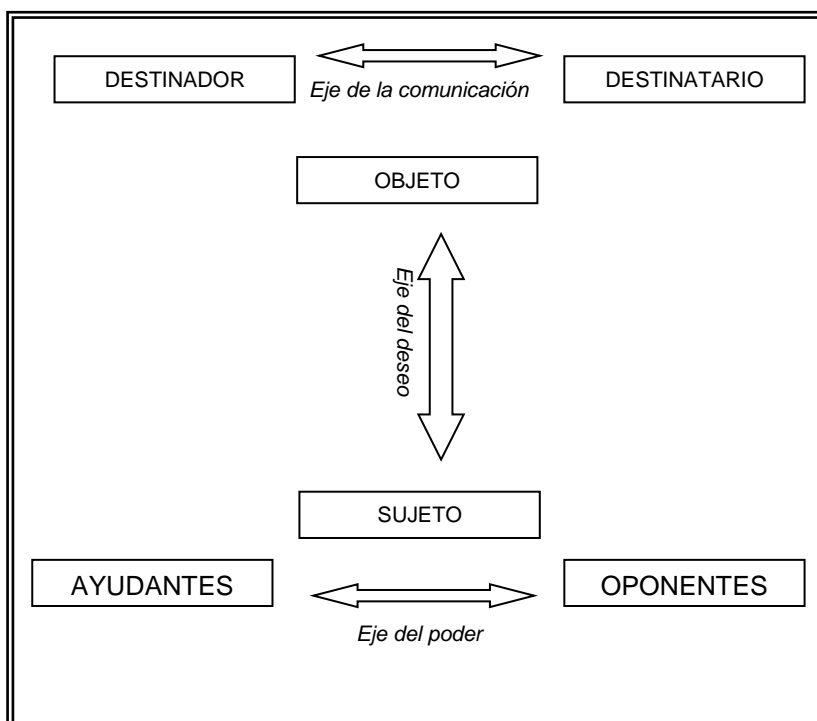 DESTINADOR
DESTINATARIO
Eje de la comunicación
OBJETO
Eje del deseo
SUJETO
AYUDANTES
OPONENTES
Eje del poder